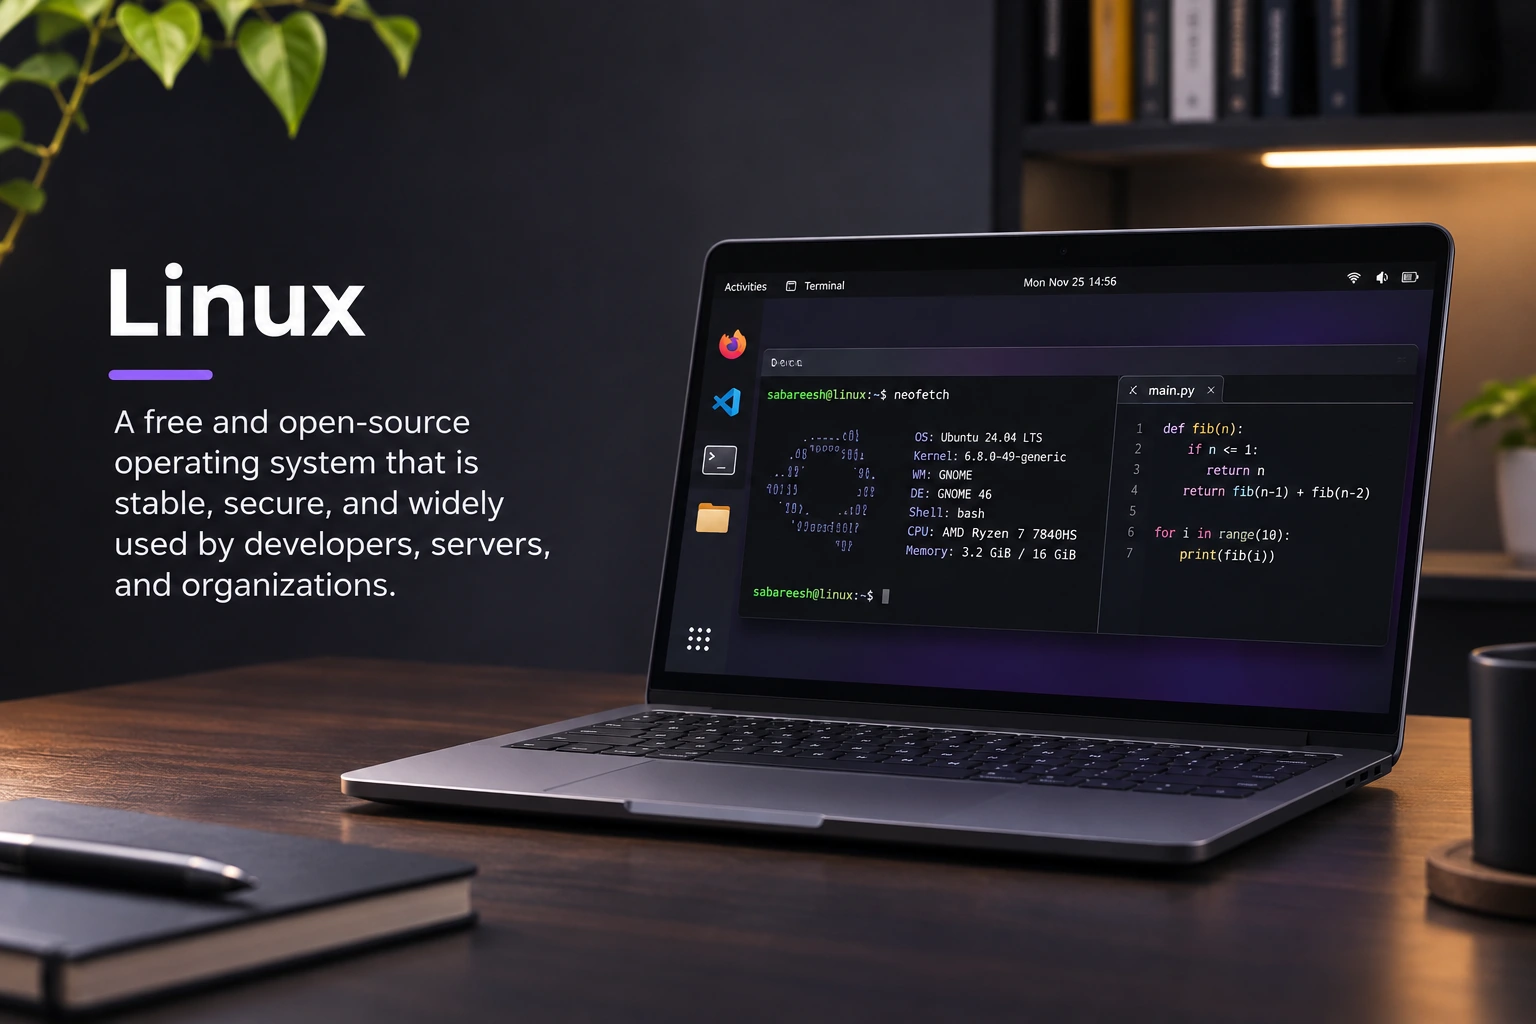 Linux
A free and open-source
operating system that is
stable, secure, and widely
used by developers, servers,
and organizations.
Activities Terminal Mon Nov 25 14:56
sabareesh@linux:~$ neofetch
OS: Ubuntu 24.04 LTS
Kernel: 6.8.0-49-generic
WM: GNOME
DE: GNOME 46
Shell: bash
CPU: AMD Ryzen 7 7840HS
Memory: 3.2 GiB / 16 GiB
sabareesh@linux:~$
main.py ×
1 def fib(n):
2 if n <= 1:
3 return n
4 return fib(n-1) + fib(n-2)
5
6 for i in range(10):
7 print(fib(i))